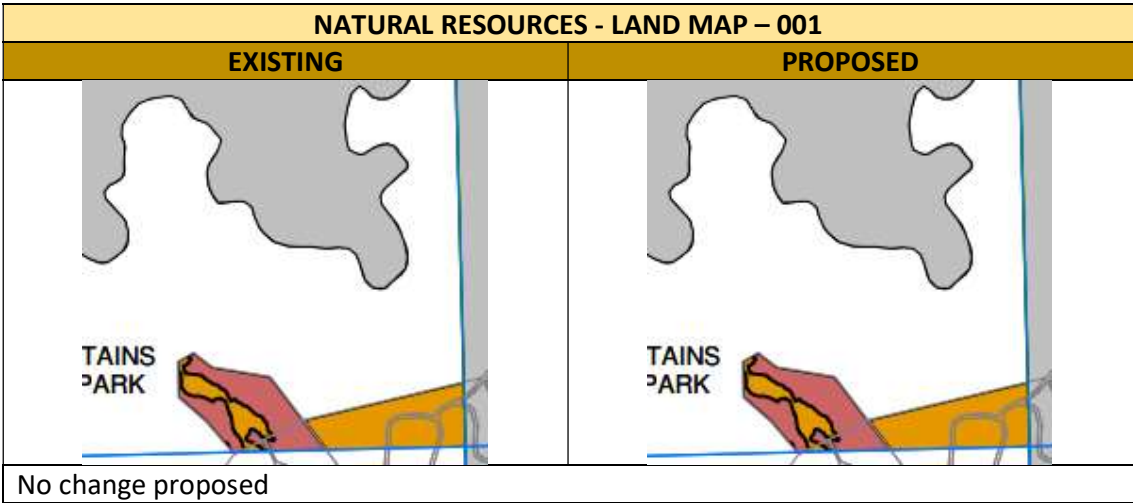 NATURAL RESOURCES - LAND MAP – 001
EXISTING
PROPOSED
TAINS
PARK
TAINS
PARK
No change proposed